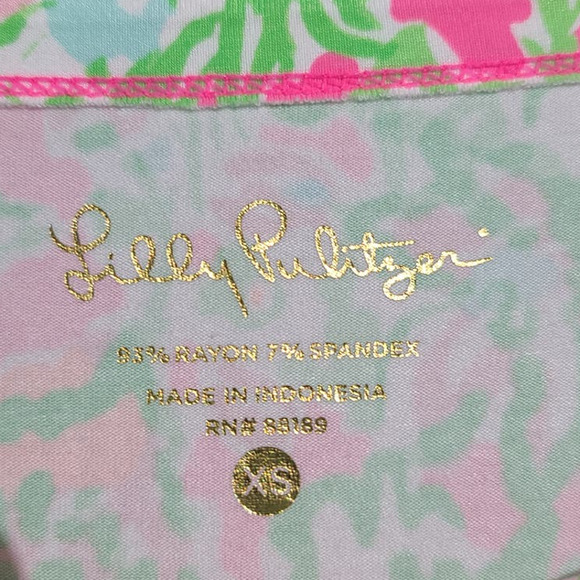 Lilly Pulitzer
93% RAYON 7% SPANDEX
MADE IN INDONESIA
RN# 88189
XS